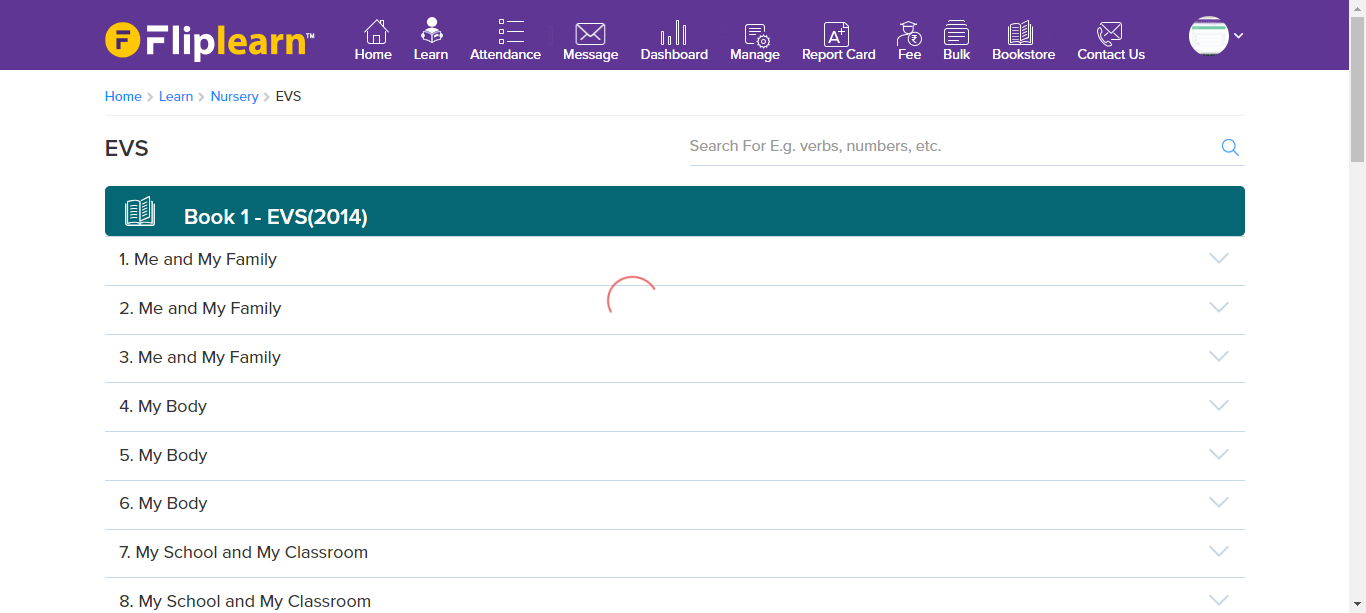 Fliplearn™
Home Learn Attendance Message Dashboard Manage Report Card Fee Bulk Bookstore Contact Us
Home > Learn > Nursery > EVS
EVS
Search For E.g. verbs, numbers, etc.
Book 1 - EVS(2014)
1. Me and My Family
2. Me and My Family
3. Me and My Family
4. My Body
5. My Body
6. My Body
7. My School and My Classroom
8. My School and My Classroom